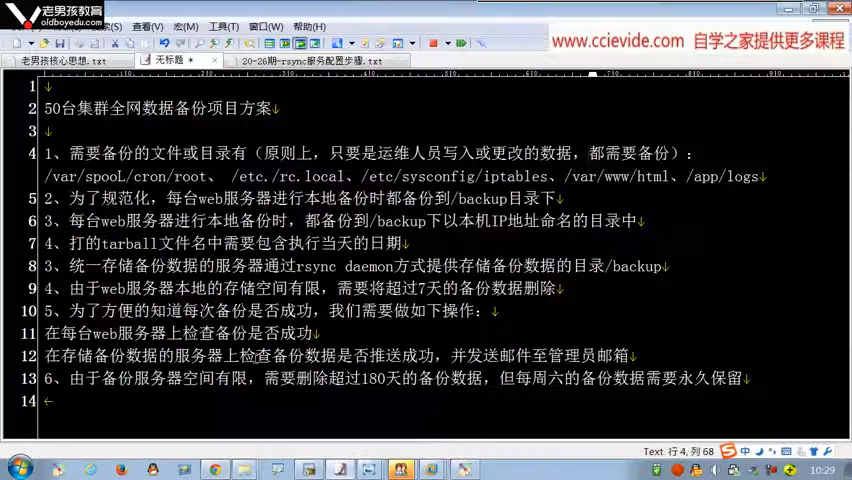 老男孩教育
oldboyedu.com
索(S) 查看(V) 宏(M) 工具(T) 窗口(W) 帮助(H)
www.ccievide.com 自学之家提供更多课程
老男孩核心思想.txt 无标题 * 20-26期-rsync服务配置步骤.txt
1
2 50台集群全网数据备份项目方案
3
4 1、需要备份的文件或目录有（原则上，只要是运维人员写入或更改的数据，都需要备份）：
/var/spooL/cron/root、 /etc./rc.local、/etc/sysconfig/iptables、/var/www/html、/app/logs
5 2、为了规范化，每台web服务器进行本地备份时都备份到/backup目录下
6 3、每台web服务器进行本地备份时，都备份到/backup下以本机IP地址命名的目录中
7 4、打的tarball文件名中需要包含执行当天的日期
8 3、统一存储备份数据的服务器通过rsync daemon方式提供存储备份数据的目录/backup
9 4、由于web服务器本地的存储空间有限，需要将超过7天的备份数据删除
10 5、为了方便的知道每次备份是否成功，我们需要做如下操作：
11 在每台web服务器上检查备份是否成功
12 在存储备份数据的服务器上检查备份数据是否推送成功，并发送邮件至管理员邮箱
13 6、由于备份服务器空间有限，需要删除超过180天的备份数据，但每周六的备份数据需要永久保留
14
Text 行 4, 列 68 中
10:29